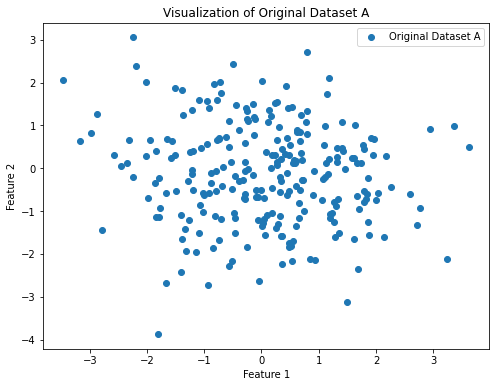 Visualization of Original Dataset A
Original Dataset A
3
2
1
0
−1
−2
−3
−4
Feature 2
−3 −2 −1 0 1 2 3
Feature 1